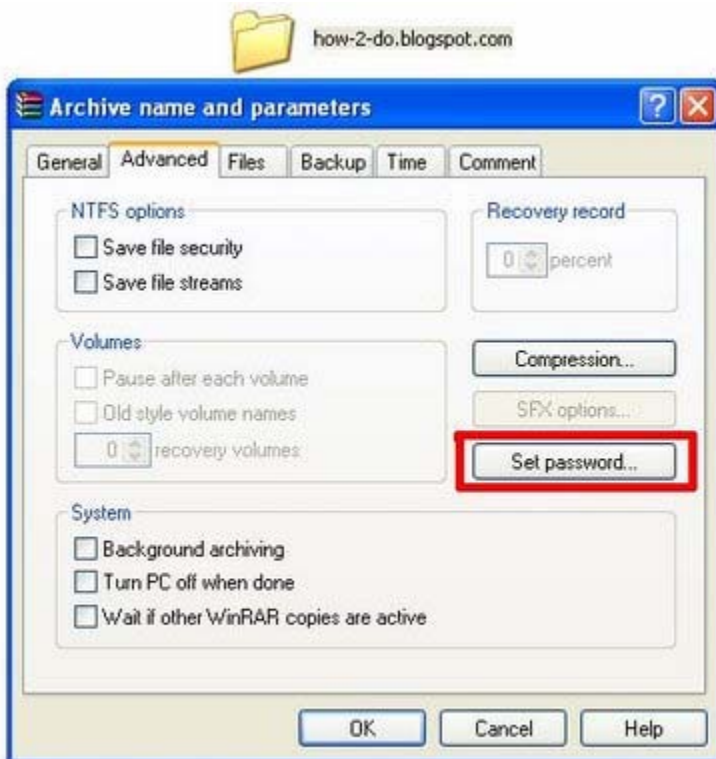 how-2-do.blogspot.com
Archive name and parameters
General Advanced Files Backup Time Comment
NTFS options
Save file security
Save file streams
Recovery record
0 percent
Volumes
Pause after each volume
Old style volume names
0 recovery volumes
Compression...
SFX options...
Set password...
System
Background archiving
Turn PC off when done
Wait if other WinRAR copies are active
OK Cancel Help